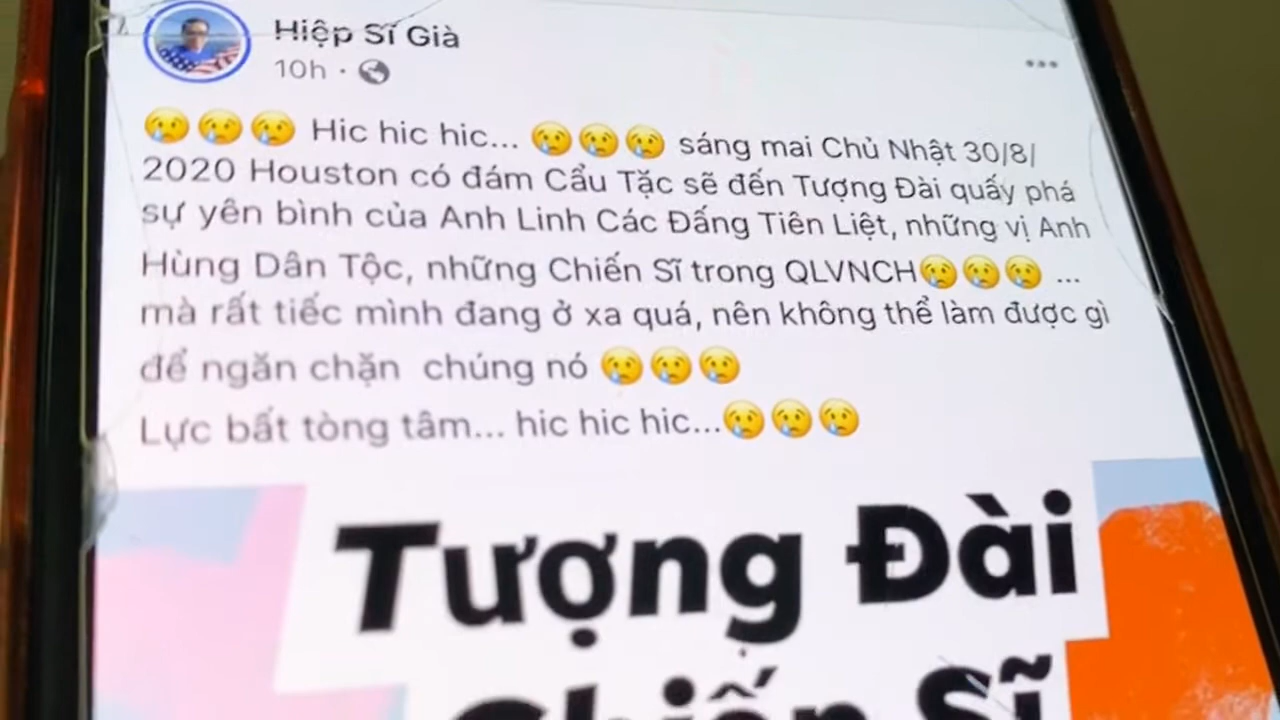 Hiệp Sĩ Già
10h ·
😢😢😢 Hic hic hic... 😢😢😢 sáng mai Chủ Nhật 30/8/
2020 Houston có đám Cẩu Tặc sẽ đến Tượng Đài quấy phá
sự yên bình của Anh Linh Các Đấng Tiên Liệt, những vị Anh
Hùng Dân Tộc, những Chiến Sĩ trong QLVNCH😢😢😢 ...
mà rất tiếc mình đang ở xa quá, nên không thể làm được gì
để ngăn chặn chúng nó 😢😢😢
Lực bất tòng tâm... hic hic hic...😢😢😢
Tượng Đài
Chiến Sĩ